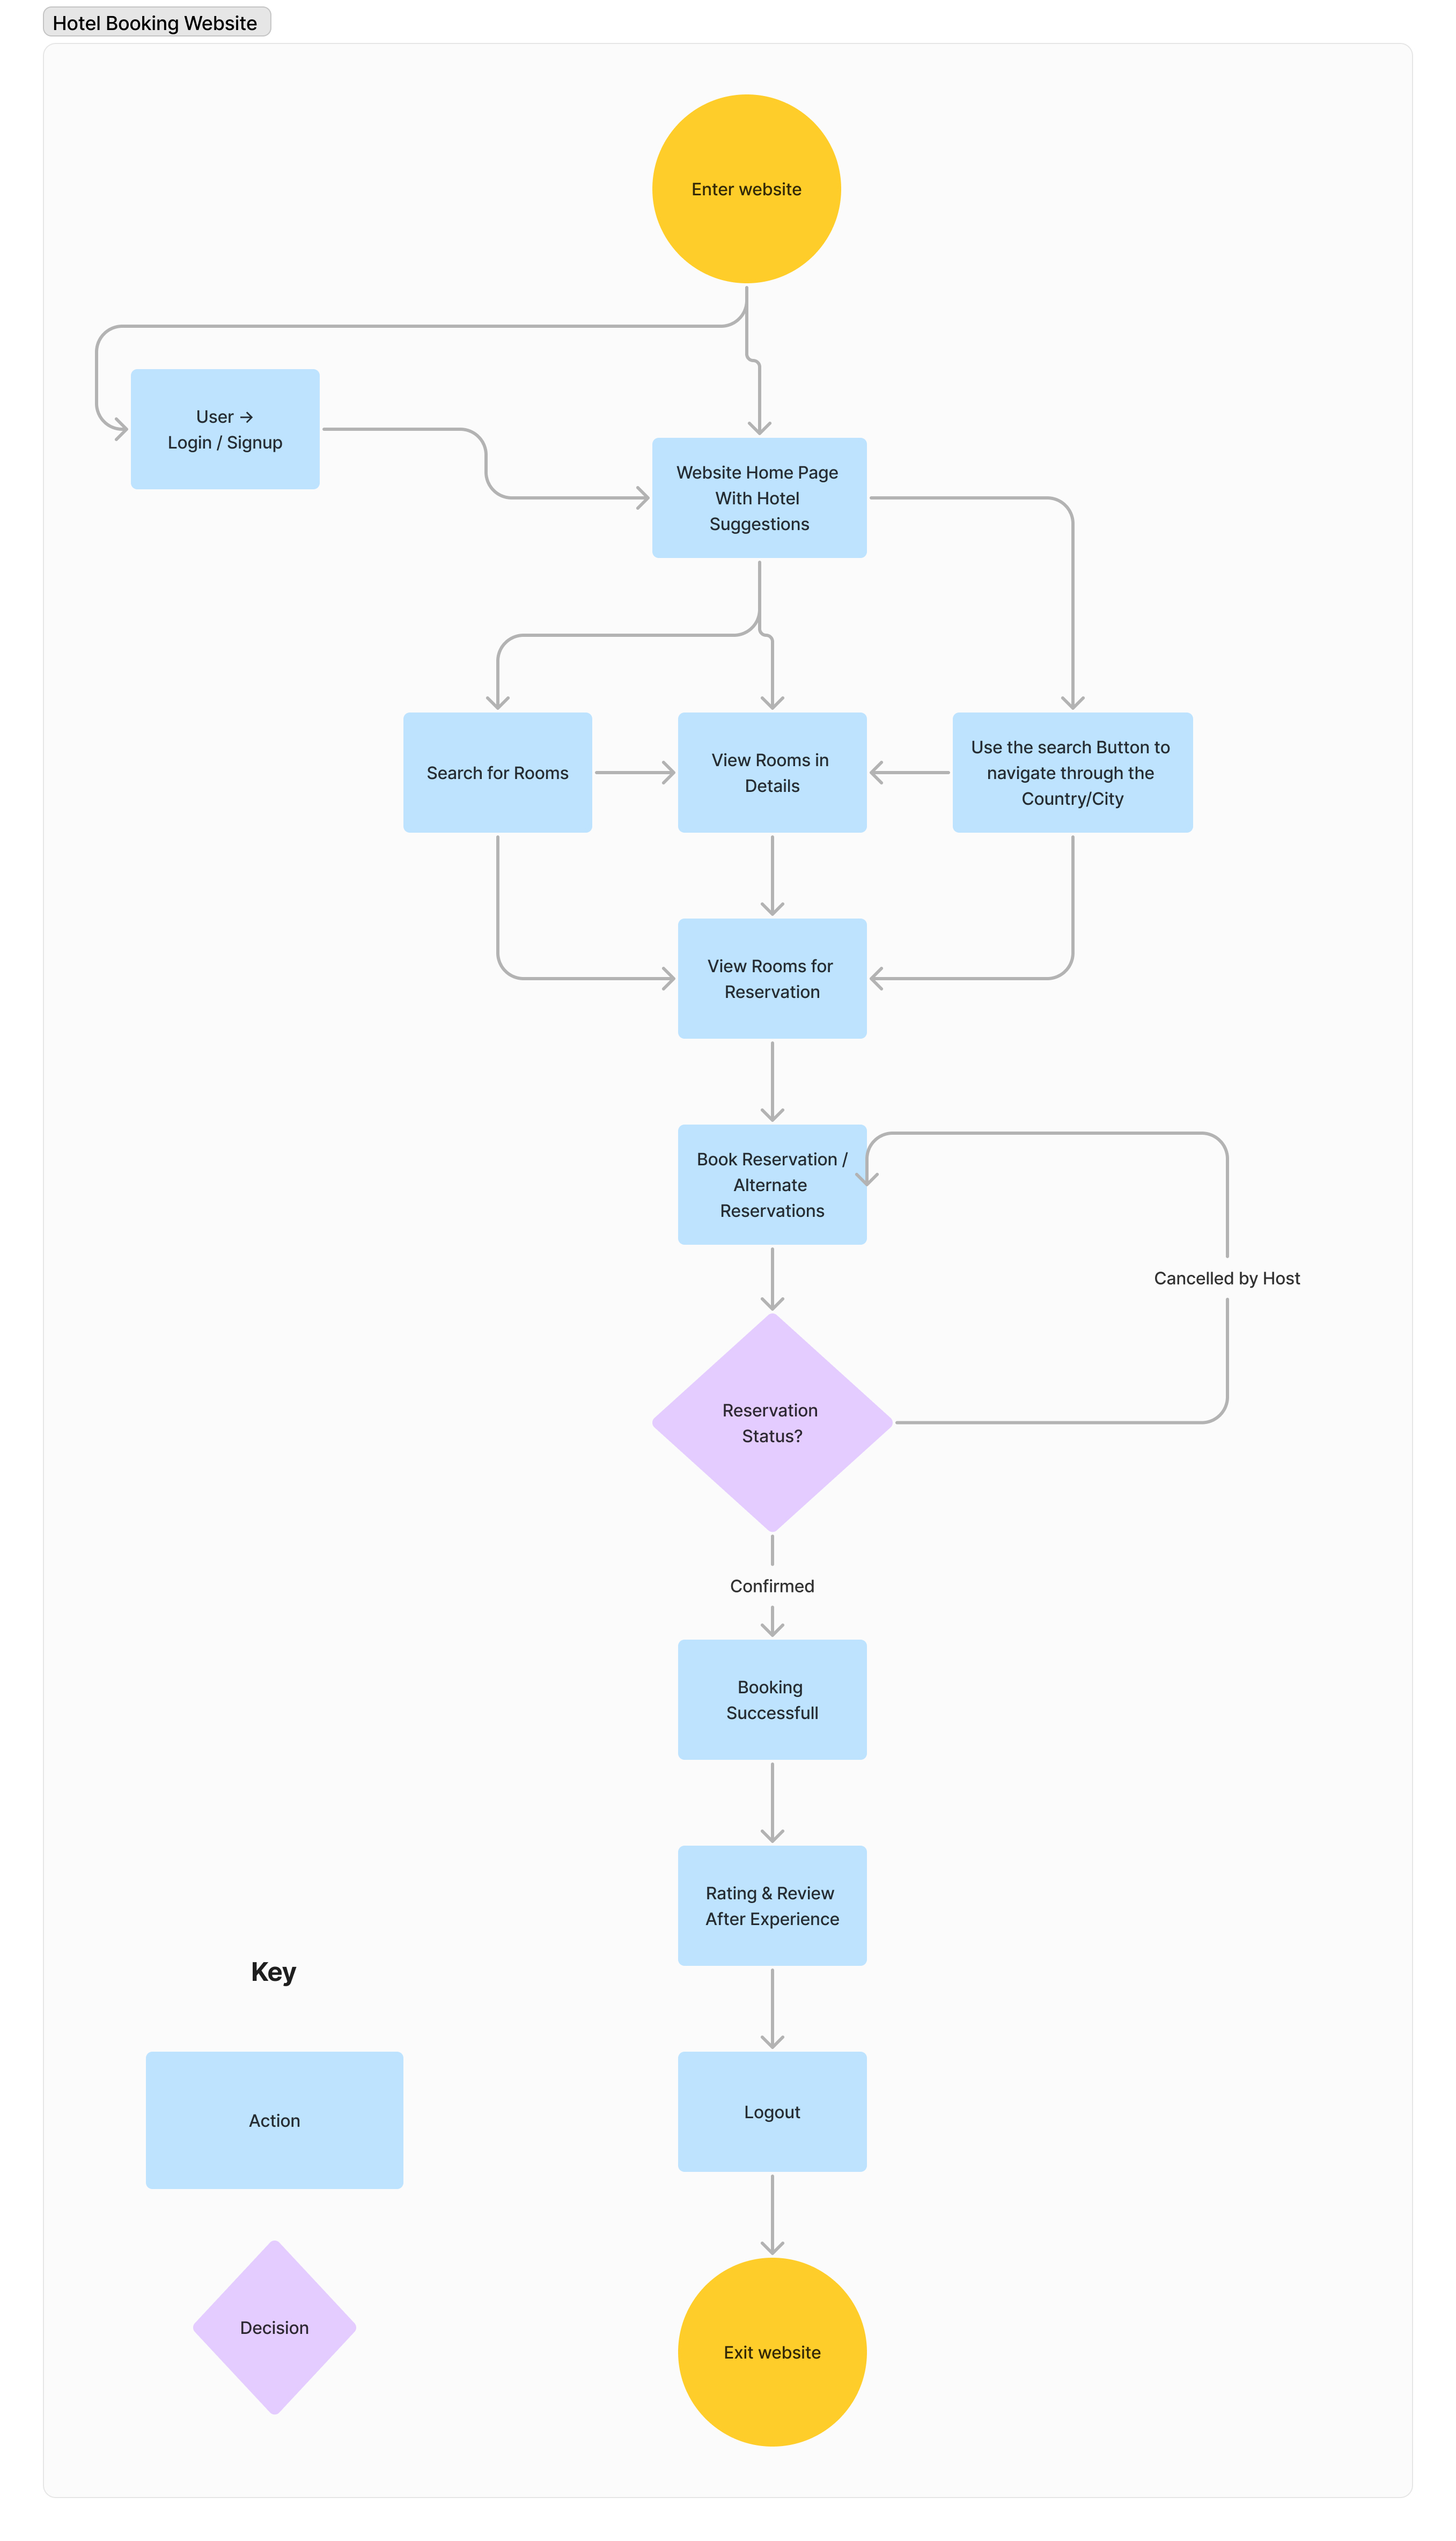 Hotel Booking Website
Enter website
User →
Login / Signup
Website Home Page
With Hotel
Suggestions
Search for Rooms
View Rooms in
Details
Use the search Button to
navigate through the
Country/City
View Rooms for
Reservation
Book Reservation /
Alternate
Reservations
Cancelled by Host
Reservation
Status?
Confirmed
Booking
Successfull
Rating & Review
After Experience
Key
Action
Logout
Decision
Exit website